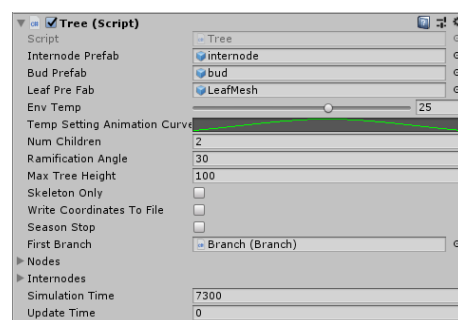 Tree (Script)
Script Tree
Internode Prefab internode
Bud Prefab bud
Leaf Pre Fab LeafMesh
Env Temp 25
Temp Setting Animation Curve
Num Children 2
Ramification Angle 30
Max Tree Height 100
Skeleton Only
Write Coordinates To File
Season Stop
First Branch Branch (Branch)
Nodes
Internodes
Simulation Time 7300
Update Time 0